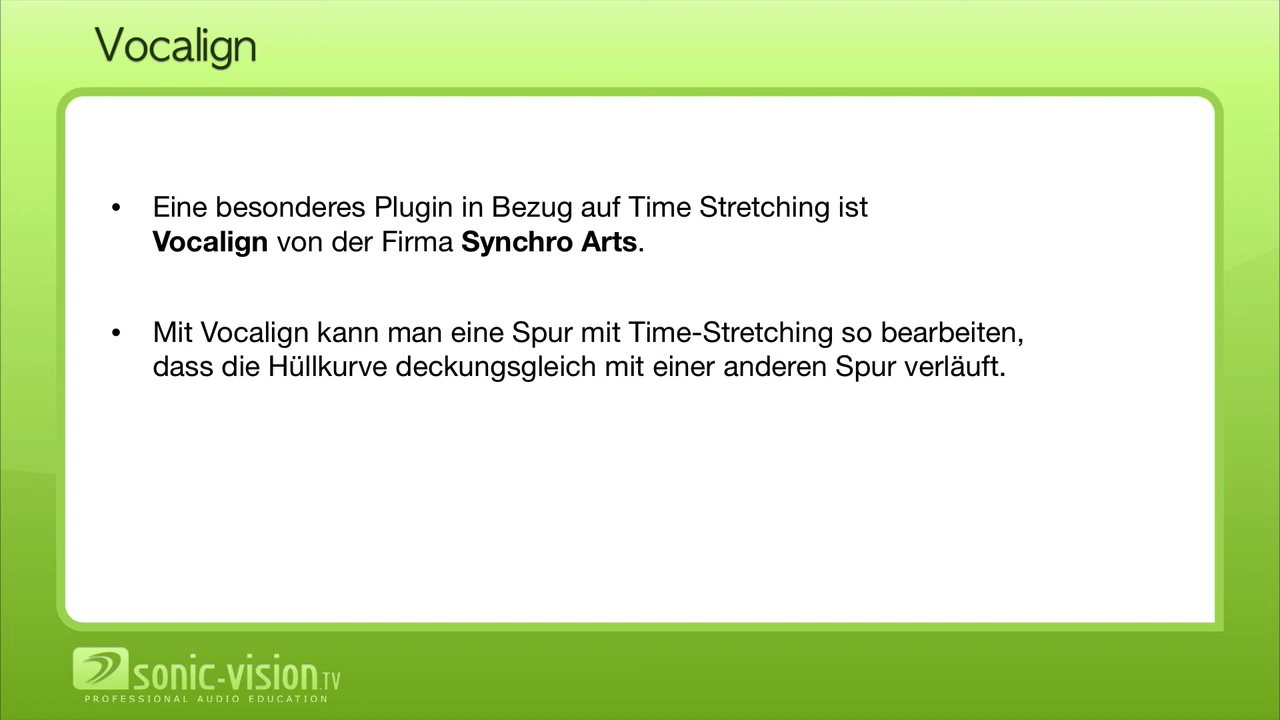 Vocalign
• Eine besonderes Plugin in Bezug auf Time Stretching ist
Vocalign von der Firma Synchro Arts.
• Mit Vocalign kann man eine Spur mit Time-Stretching so bearbeiten,
dass die Hüllkurve deckungsgleich mit einer anderen Spur verläuft.
sonic-vision.TV
PROFESSIONAL AUDIO EDUCATION